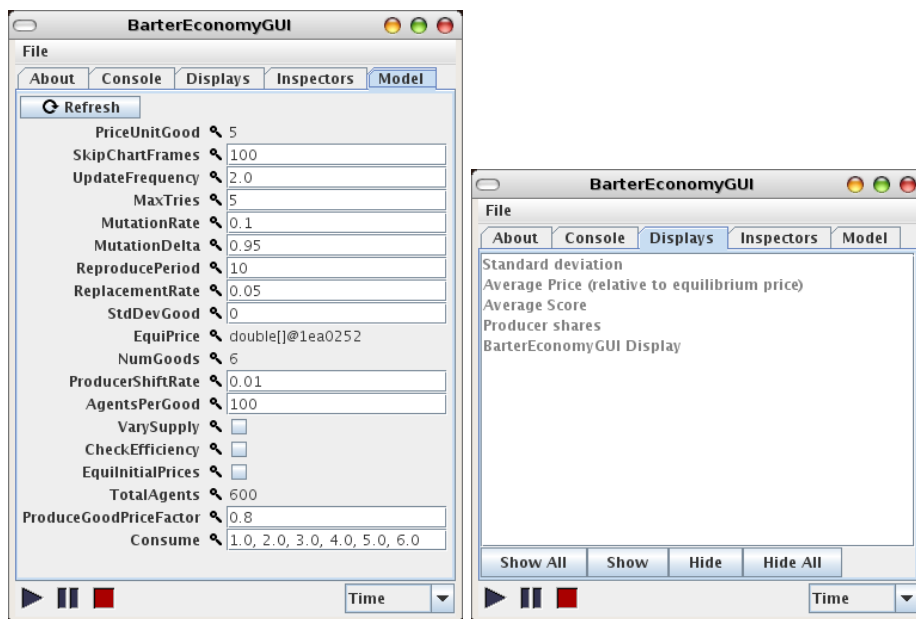 BarterEconomyGUI
File
About Console Displays Inspectors Model
Refresh
PriceUnitGood 5
SkipChartFrames 100
UpdateFrequency 2.0
MaxTries 5
MutationRate 0.1
MutationDelta 0.95
ReproducePeriod 10
ReplacementRate 0.05
StdDevGood 0
EquiPrice double[]@1ea0252
NumGoods 6
ProducerShiftRate 0.01
AgentsPerGood 100
VarySupply
CheckEfficiency
EquiInitialPrices
TotalAgents 600
ProduceGoodPriceFactor 0.8
Consume 1.0, 2.0, 3.0, 4.0, 5.0, 6.0
Time
BarterEconomyGUI
File
About Console Displays Inspectors Model
Standard deviation
Average Price (relative to equilibrium price)
Average Score
Producer shares
BarterEconomyGUI Display
Show All Show Hide Hide All
Time